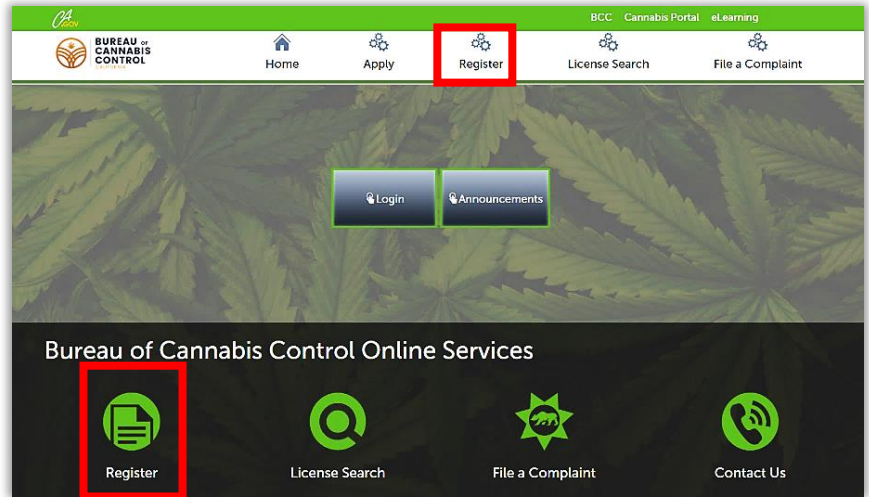 CA.GOV
BCC Cannabis Portal eLearning
BUREAU OF
CANNABIS
CONTROL
CALIFORNIA
Home Apply Register License Search File a Complaint
Login Announcements
Bureau of Cannabis Control Online Services
Register License Search File a Complaint Contact Us